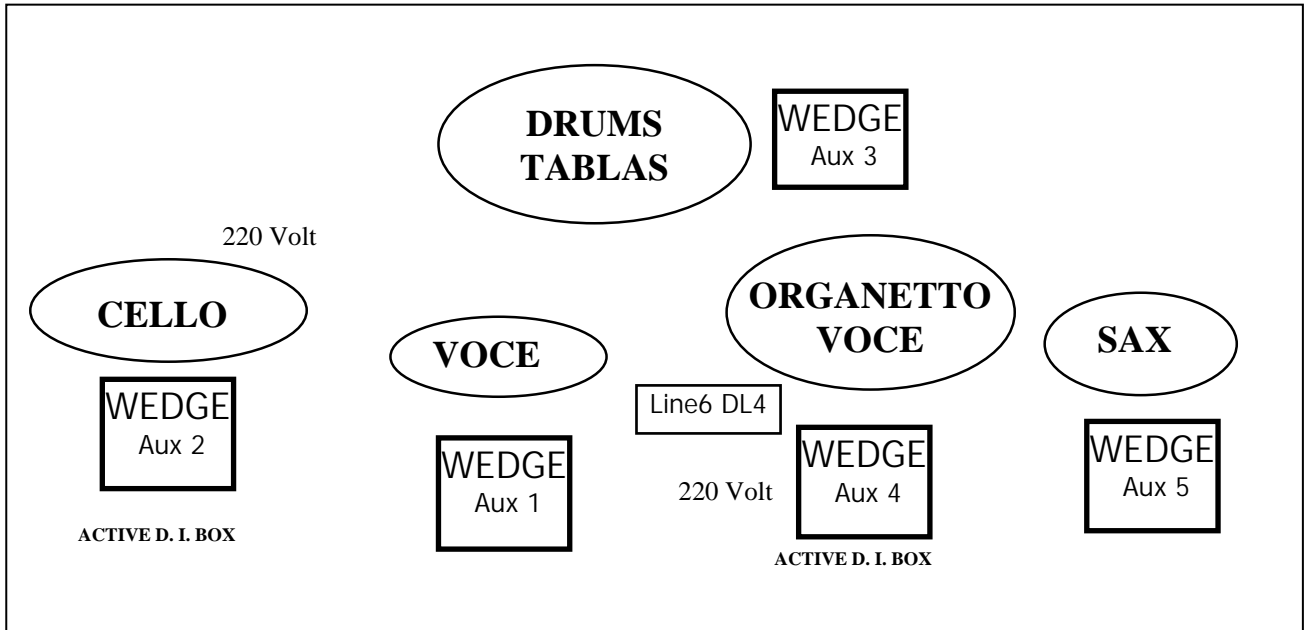 DRUMS
TABLAS
WEDGE
Aux 3
220 Volt
CELLO
WEDGE
Aux 2
ACTIVE D. I. BOX
VOCE
WEDGE
Aux 1
ORGANETTO
VOCE
Line6 DL4
220 Volt
WEDGE
Aux 4
ACTIVE D. I. BOX
SAX
WEDGE
Aux 5